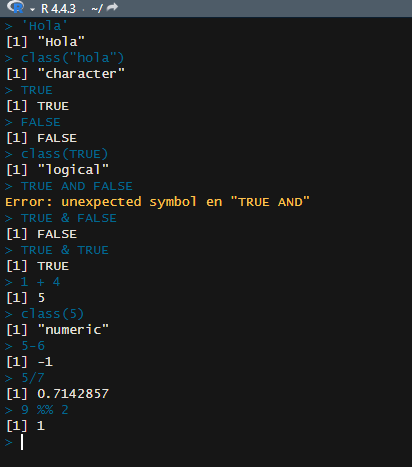 R 4.4.3 · ~/
> 'Hola'
[1] "Hola"
> class("hola")
[1] "character"
> TRUE
[1] TRUE
> FALSE
[1] FALSE
> class(TRUE)
[1] "logical"
> TRUE AND FALSE
Error: unexpected symbol en "TRUE AND"
> TRUE & FALSE
[1] FALSE
> TRUE & TRUE
[1] TRUE
> 1 + 4
[1] 5
> class(5)
[1] "numeric"
> 5-6
[1] -1
> 5/7
[1] 0.7142857
> 9 %% 2
[1] 1
>